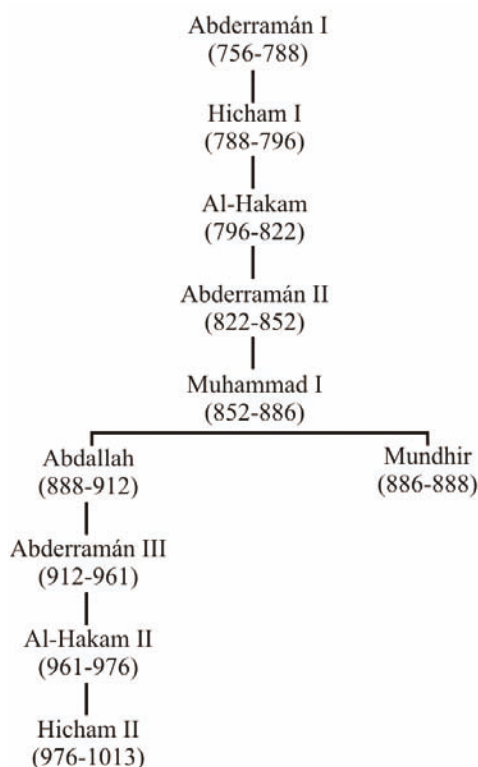 Abderramán I
(756-788)
Hicham I
(788-796)
Al-Hakam
(796-822)
Abderramán II
(822-852)
Muhammad I
(852-886)
Abdallah
(888-912)
Mundhir
(886-888)
Abderramán III
(912-961)
Al-Hakam II
(961-976)
Hicham II
(976-1013)